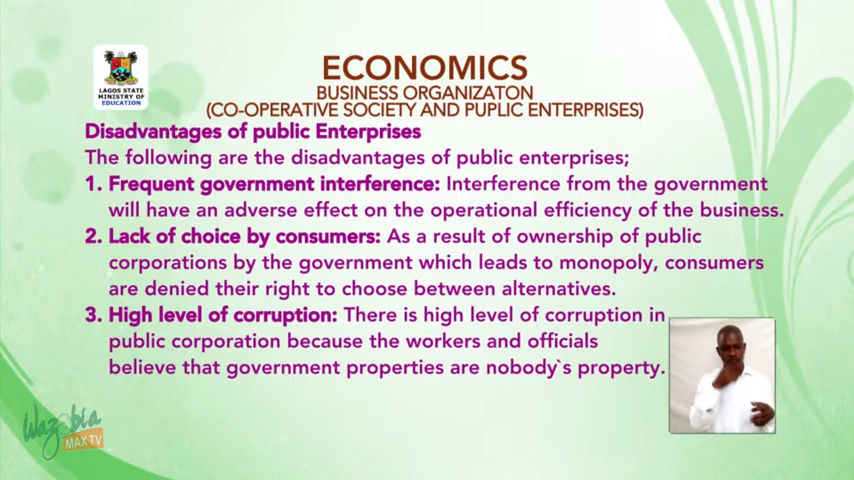 LAGOS STATE
MINISTRY OF
EDUCATION
ECONOMICS
BUSINESS ORGANIZATON
(CO-OPERATIVE SOCIETY AND PUPLIC ENTERPRISES)
Disadvantages of public Enterprises
The following are the disadvantages of public enterprises;
1. Frequent government interference: Interference from the government
will have an adverse effect on the operational efficiency of the business.
2. Lack of choice by consumers: As a result of ownership of public
corporations by the government which leads to monopoly, consumers
are denied their right to choose between alternatives.
3. High level of corruption: There is high level of corruption in
public corporation because the workers and officials
believe that government properties are nobody`s property.
Wazobia
MAX TV